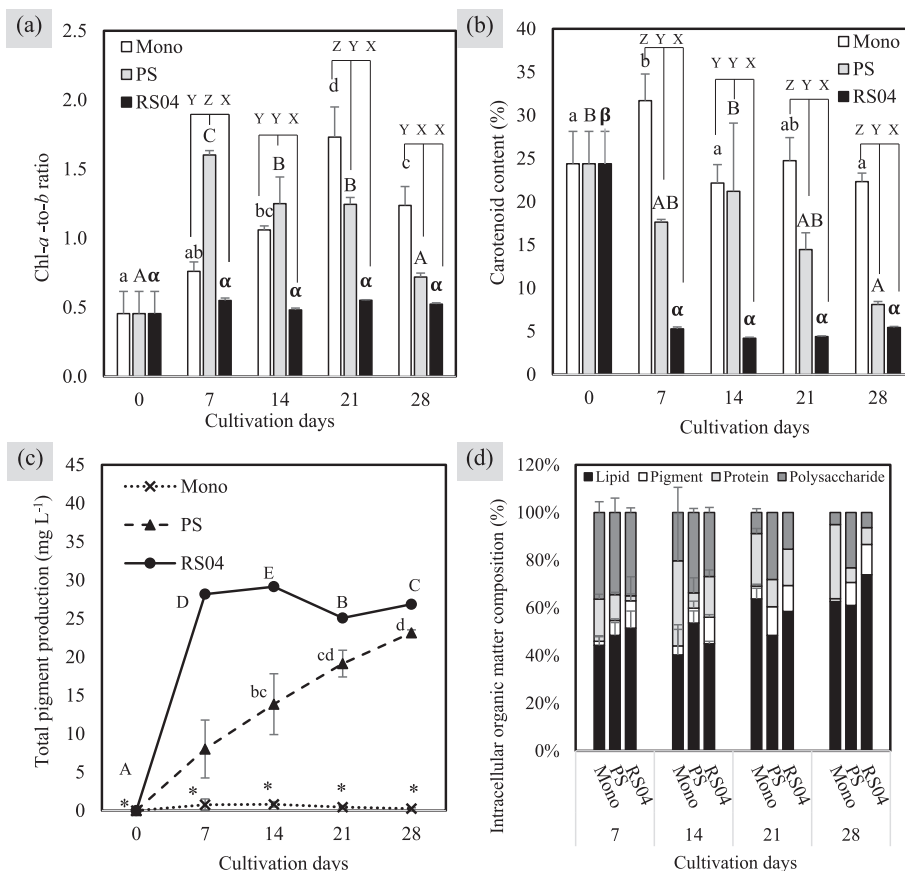 (a)
2.5
2.0
1.5
1.0
0.5
0.0
Chl-a -to-b ratio
Mono
PS
RS04
a A α
Y Z X
ab C α
Y Y X
bc B α
Z Y X
d B α
Y X X
c A α
0 7 14 21 28
Cultivation days
(b)
40
35
30
25
20
15
10
5
0
Carotenoid content (%)
Mono
PS
RS04
a B β
Z Y X
b AB α
Y Y X
a B α
Z Y X
ab AB α
Z Y X
a A α
0 7 14 21 28
Cultivation days
(c)
45
40
35
30
25
20
15
10
5
0
Total pigment production (mg L-1)
Mono
PS
RS04
A D E B C
bc cd d
* * * * *
0 7 14 21 28
Cultivation days
(d)
120%
100%
80%
60%
40%
20%
0%
Intracellular organic matter composition (%)
Lipid Pigment Protein Polysaccharide
Mono PS RS04 Mono PS RS04 Mono PS RS04 Mono PS RS04
7 14 21 28
Cultivation days